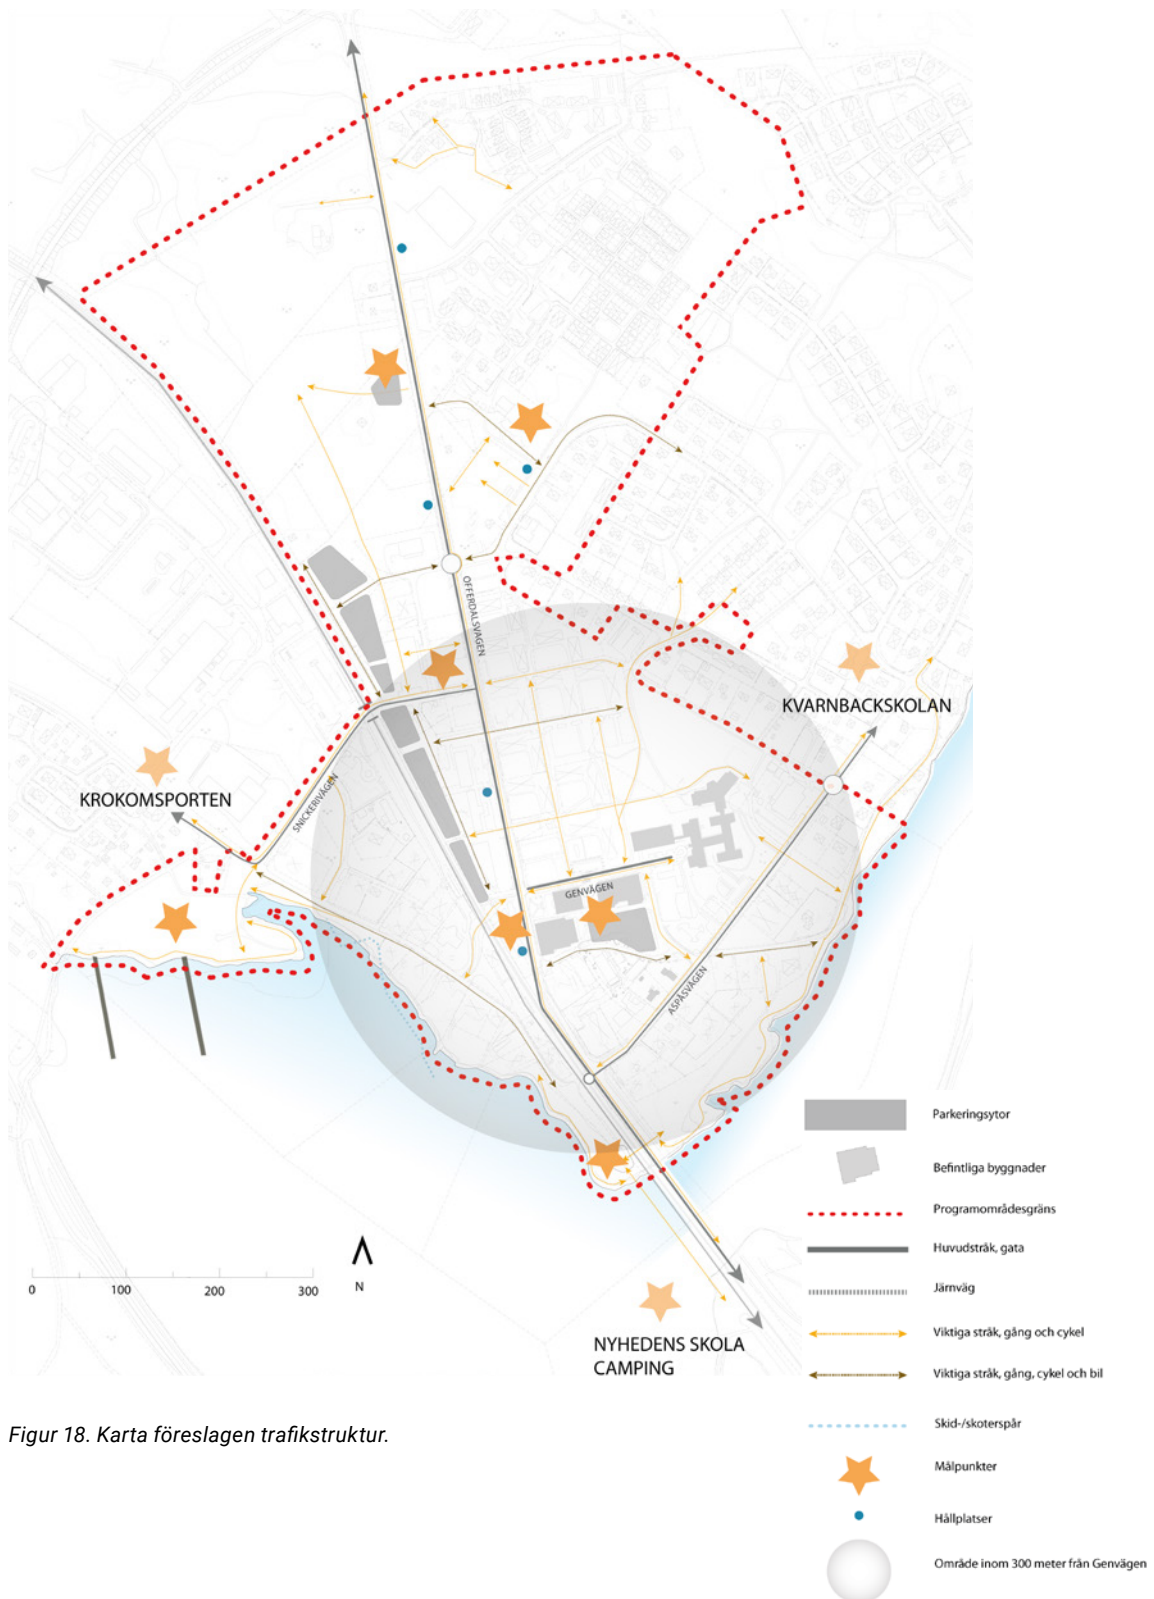 OFFERDALSVÄGEN
KVARNBACKSKOLAN
KROKOMSPORTEN
SNICKERIVÄGEN
GENVÄGEN
ASPÅSVÄGEN
N
0 100 200 300
NYHEDENS SKOLA
CAMPING
Parkeringsytor
Befintliga byggnader
Programområdesgräns
Huvudstråk, gata
Järnväg
Viktiga stråk, gång och cykel
Viktiga stråk, gång, cykel och bil
Skid-/skoterspår
Målpunkter
Hållplatser
Område inom 300 meter från Genvägen
Figur 18. Karta föreslagen trafikstruktur.